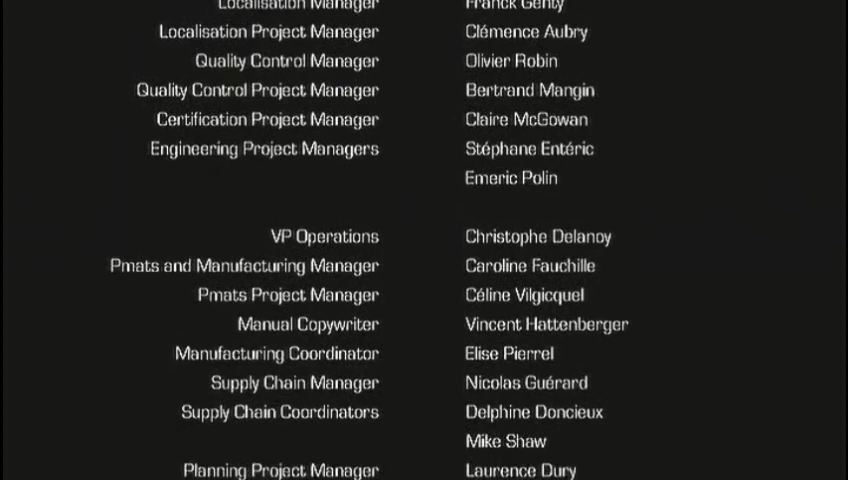 Localisation Manager Franck Genty
Localisation Project Manager Clémence Aubry
Quality Control Manager Olivier Robin
Quality Control Project Manager Bertrand Mangin
Certification Project Manager Claire McGowan
Engineering Project Managers Stéphane Entéric
Emeric Polin
VP Operations Christophe Delanoy
Pmats and Manufacturing Manager Caroline Fauchille
Pmats Project Manager Céline Vilgicquel
Manual Copywriter Vincent Hattenberger
Manufacturing Coordinator Elise Pierrel
Supply Chain Manager Nicolas Guérard
Supply Chain Coordinators Delphine Doncieux
Mike Shaw
Planning Project Manager Laurence Dury